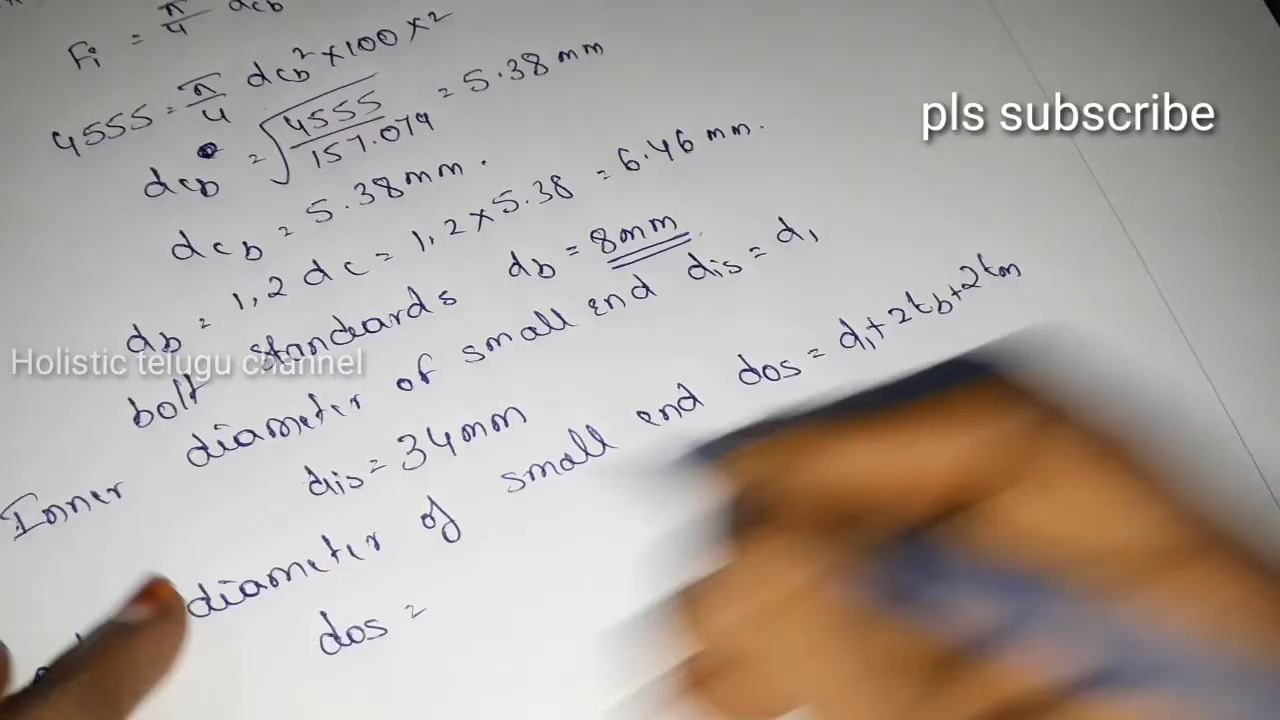 Fi = π/4 dcb
4555 = π/4 dcb² × 100 × 2
dcb = √4555/157.079 = 5.38 mm
dcb = 5.38mm.
db = 1.2 dc = 1.2 × 5.38 = 6.46 mm.
bolt standards db = 8mm
Inner diameter of small end dis = d1
dis = 34mm
diameter of small end dos = d1 + 2tb + 2tm
dos =
pls subscribe
Holistic telugu channel